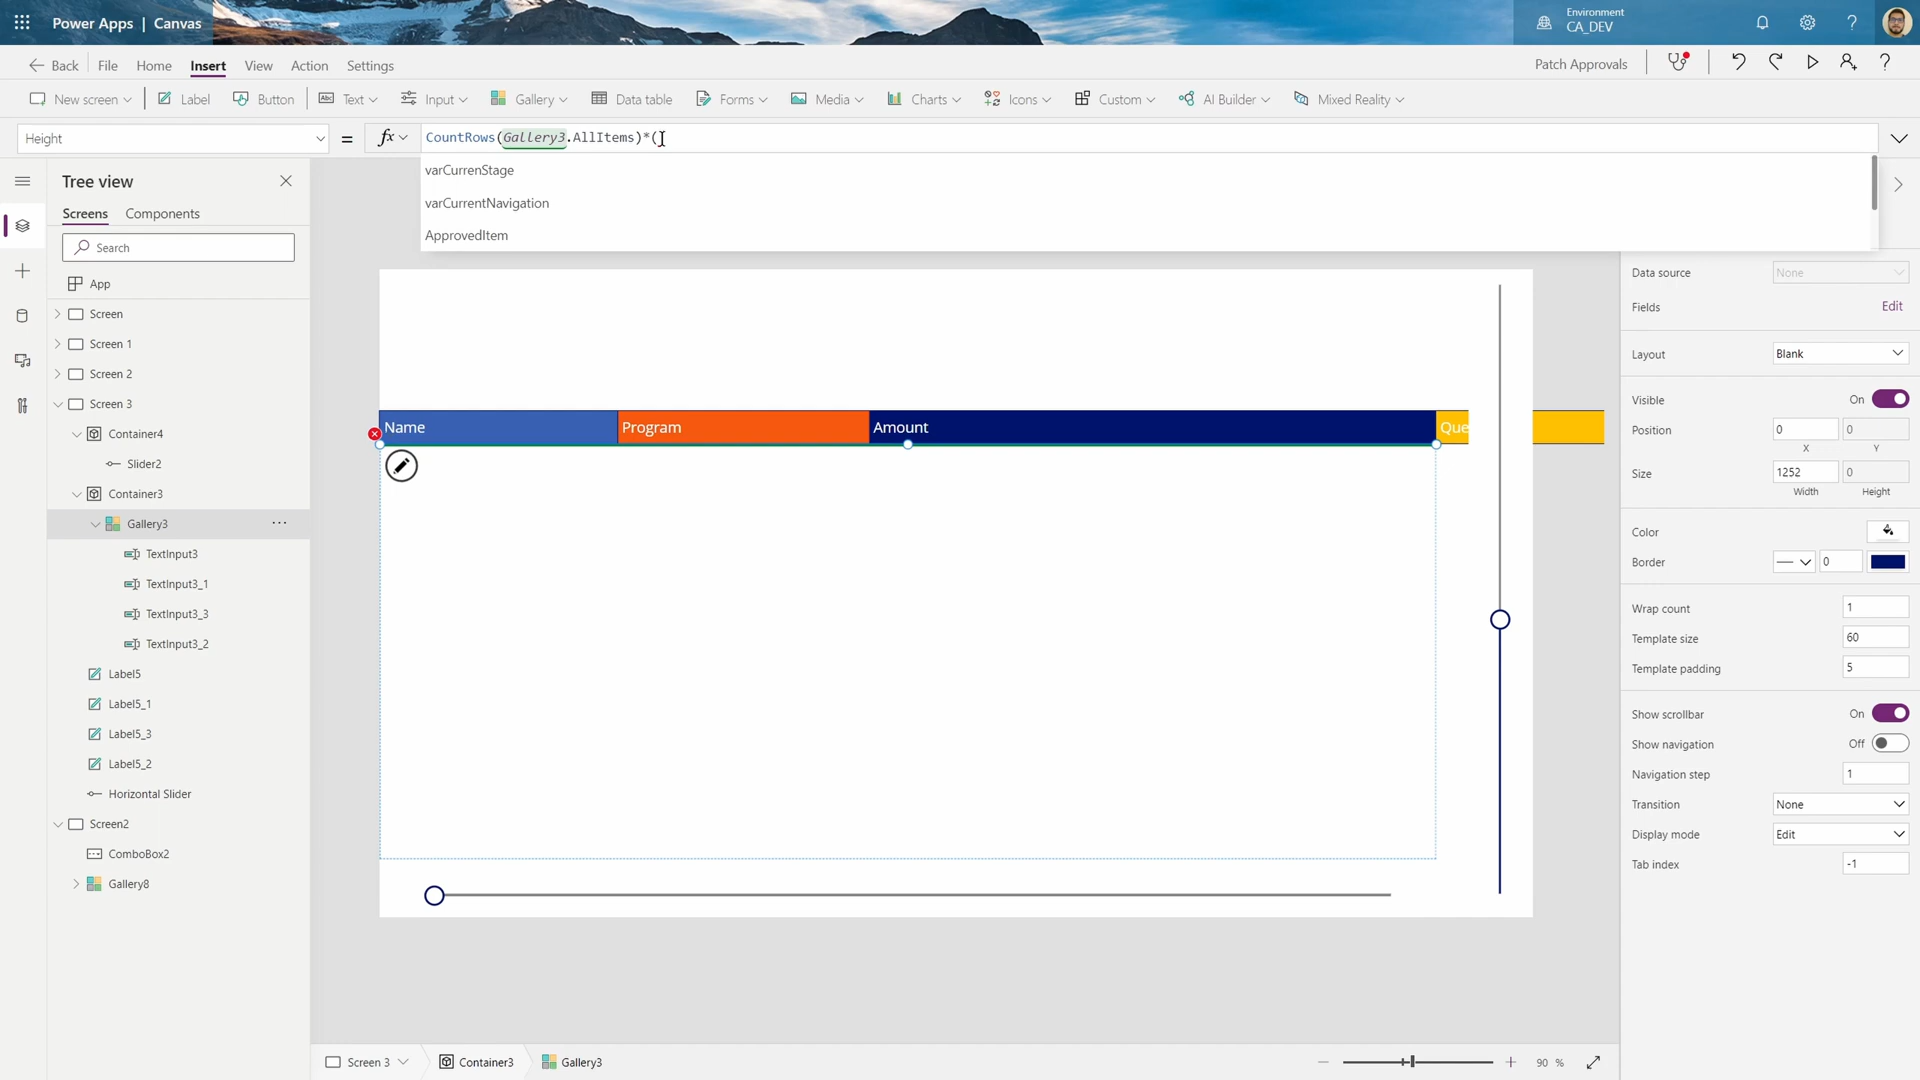 Power Apps | Canvas
Environment
CA_DEV
Back File Home Insert View Action Settings
Patch Approvals
New screen Label Button Text Input Gallery Data table Forms Media Charts Icons Custom AI Builder Mixed Reality
Height = fx CountRows(Gallery3.AllItems)*(
varCurrenStage
varCurrentNavigation
ApprovedItem
Tree view
Screens Components
Search
App
Screen
Screen 1
Screen 2
Screen 3
Container4
Slider2
Container3
Gallery3 ...
TextInput3
TextInput3_1
TextInput3_3
TextInput3_2
Label5
Label5_1
Label5_3
Label5_2
Horizontal Slider
Screen2
ComboBox2
Gallery8
Name Program Amount Que
Data source None
Fields Edit
Layout Blank
Visible On
Position 0 0
X Y
Size 1252 0
Width Height
Color
Border 0
Wrap count 1
Template size 60
Template padding 5
Show scrollbar On
Show navigation Off
Navigation step 1
Transition None
Display mode Edit
Tab index -1
Screen 3 Container3 Gallery3
90 %